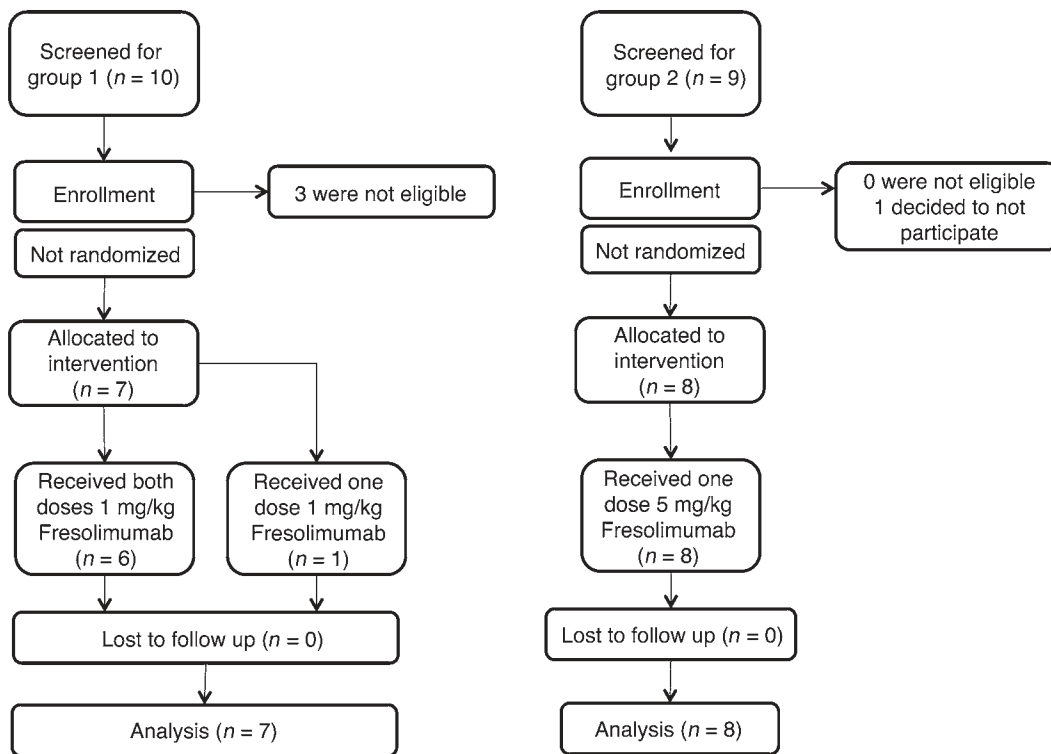 Screened for
group 1 (n = 10)
Enrollment
3 were not eligible
Not randomized
Allocated to
intervention
(n = 7)
Received both
doses 1 mg/kg
Fresolimumab
(n = 6)
Received one
dose 1 mg/kg
Fresolimumab
(n = 1)
Lost to follow up (n = 0)
Analysis (n = 7)
Screened for
group 2 (n = 9)
Enrollment
0 were not eligible
1 decided to not
participate
Not randomized
Allocated to
intervention
(n = 8)
Received one
dose 5 mg/kg
Fresolimumab
(n = 8)
Lost to follow up (n = 0)
Analysis (n = 8)